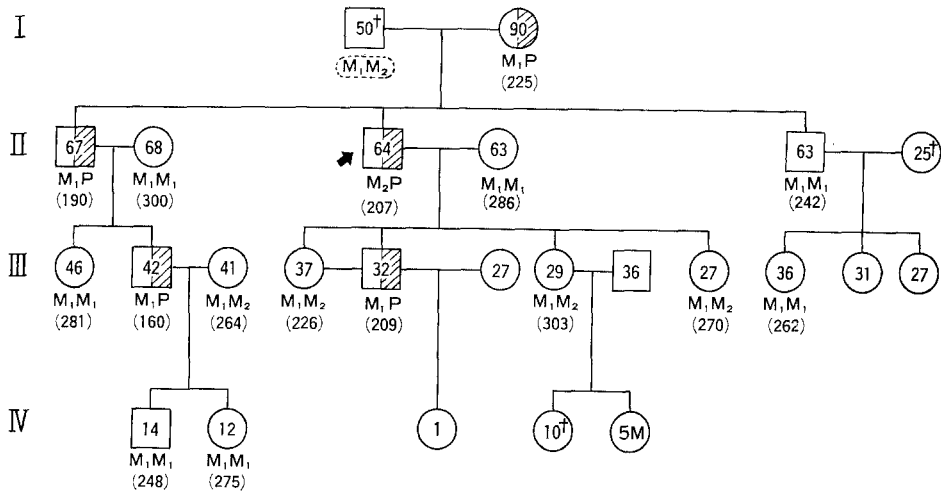 I
50† 90
M₁M₂ M₁P
(225)
II
67 68 64 63 63 25†
M₁P M₁M₁ M₂P M₁M₁ M₁M₁
(190) (300) (207) (286) (242)
III
46 42 41 37 32 27 29 36 27 36 31 27
M₁M₁ M₁P M₁M₂ M₁M₂ M₁P M₁M₂ M₁M₂ M₁M₁
(281) (160) (264) (226) (209) (303) (270) (262)
IV
14 12 1 10† 5M
M₁M₁ M₁M₁
(248) (275)